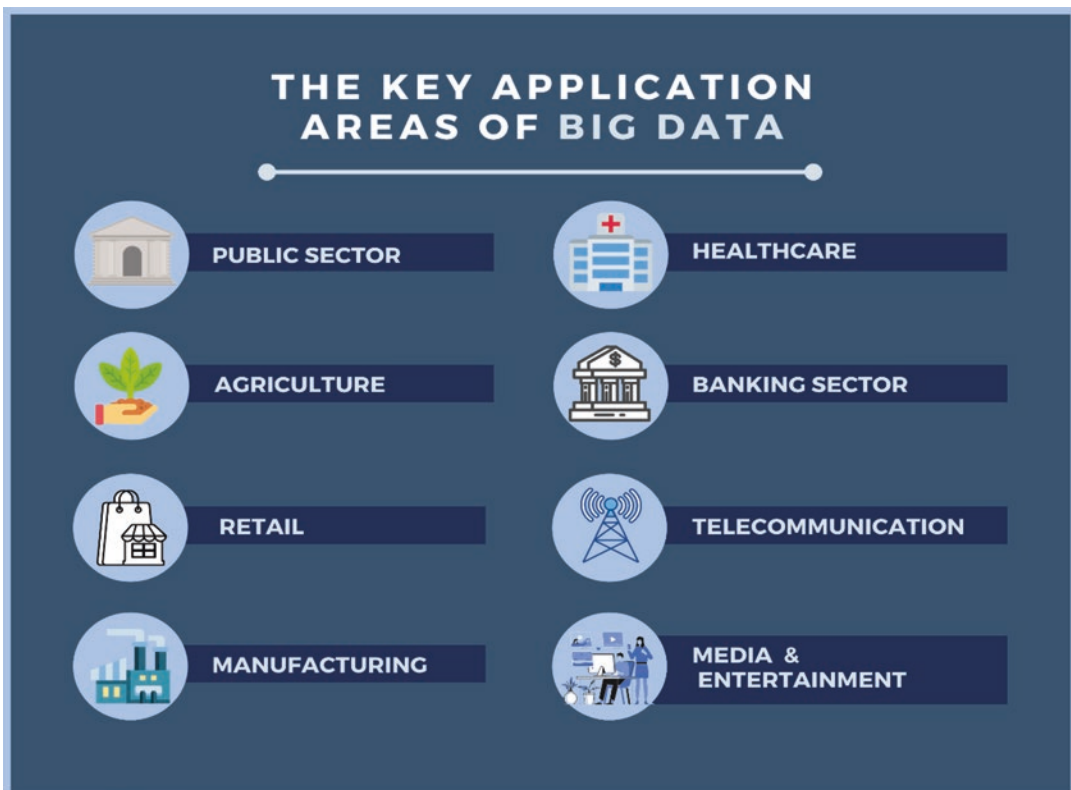 THE KEY APPLICATION
AREAS OF BIG DATA
PUBLIC SECTOR
HEALTHCARE
AGRICULTURE
$
BANKING SECTOR
RETAIL
TELECOMMUNICATION
MANUFACTURING
MEDIA &
ENTERTAINMENT